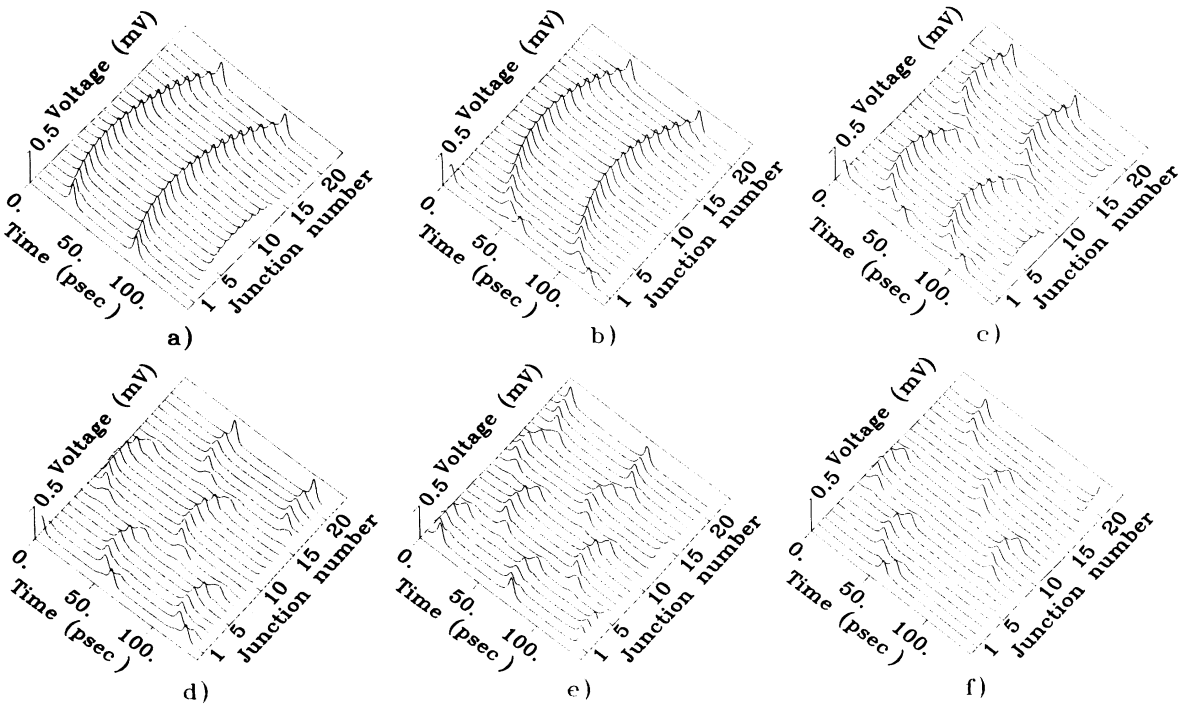 0.5 Voltage (mV)
0. 50. 100.
Time (psec)
1 5 10 15 20
Junction number
a)
0.5 Voltage (mV)
0. 50. 100.
Time (psec)
1 5 10 15 20
Junction number
b)
0.5 Voltage (mV)
0. 50. 100.
Time (psec)
1 5 10 15 20
Junction number
c)
0.5 Voltage (mV)
0. 50. 100.
Time (psec)
1 5 10 15 20
Junction number
d)
0.5 Voltage (mV)
0. 50. 100.
Time (psec)
1 5 10 15 20
Junction number
e)
0.5 Voltage (mV)
0. 50. 100.
Time (psec)
1 5 10 15 20
Junction number
f)